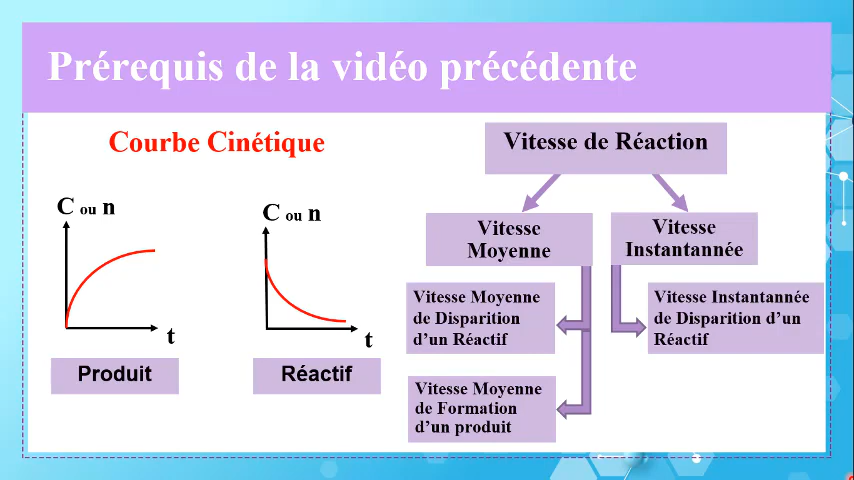 Prérequis de la vidéo précédente
Courbe Cinétique
C ou n
t
Produit
C ou n
t
Réactif
Vitesse de Réaction
Vitesse
Moyenne
Vitesse
Instantannée
Vitesse Moyenne
de Disparition
d'un Réactif
Vitesse Instantannée
de Disparition d'un
Réactif
Vitesse Moyenne
de Formation
d'un produit